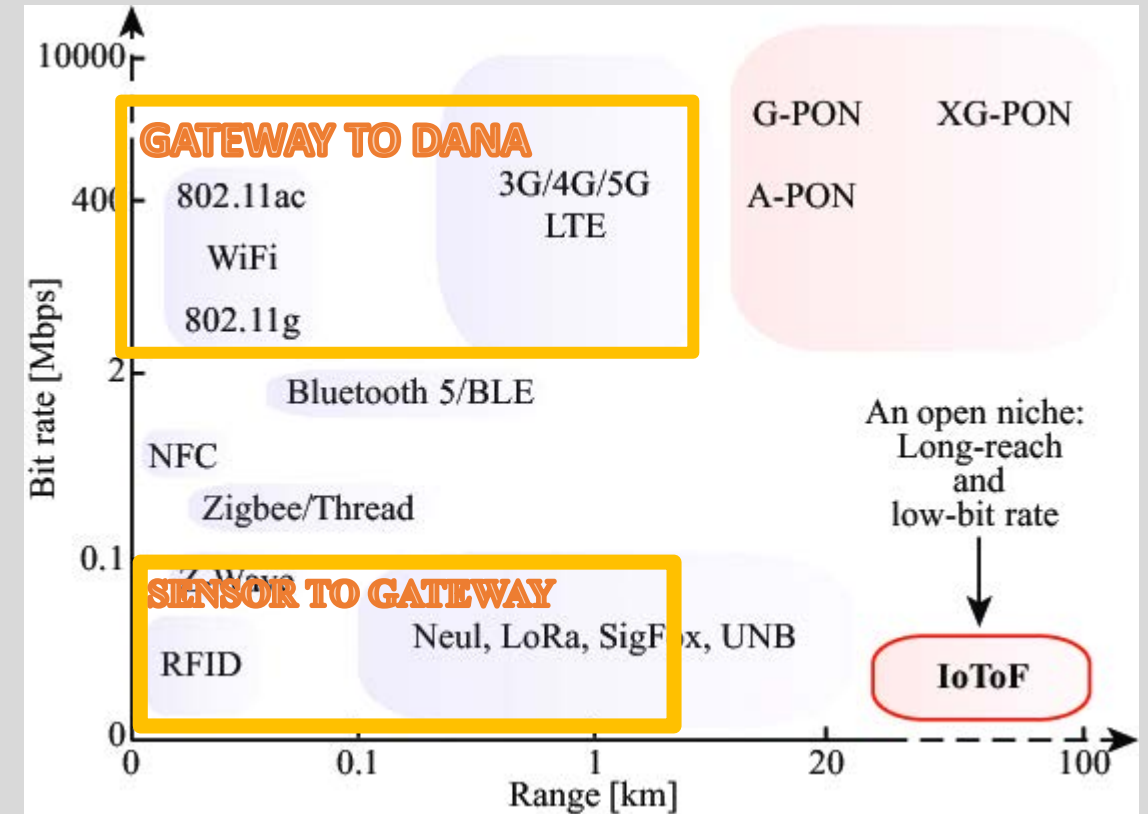 10000
GATEWAY TO DANA
G-PON XG-PON
400
802.11ac
3G/4G/5G
LTE
A-PON
WiFi
802.11g
Bit rate [Mbps]
2
Bluetooth 5/BLE
An open niche:
Long-reach
and
low-bit rate
NFC
Zigbee/Thread
0.1
Z-Wave
SENSOR TO GATEWAY
Neul, LoRa, SigFox, UNB
RFID
IoToF
0
0 0.1 1 20 100
Range [km]